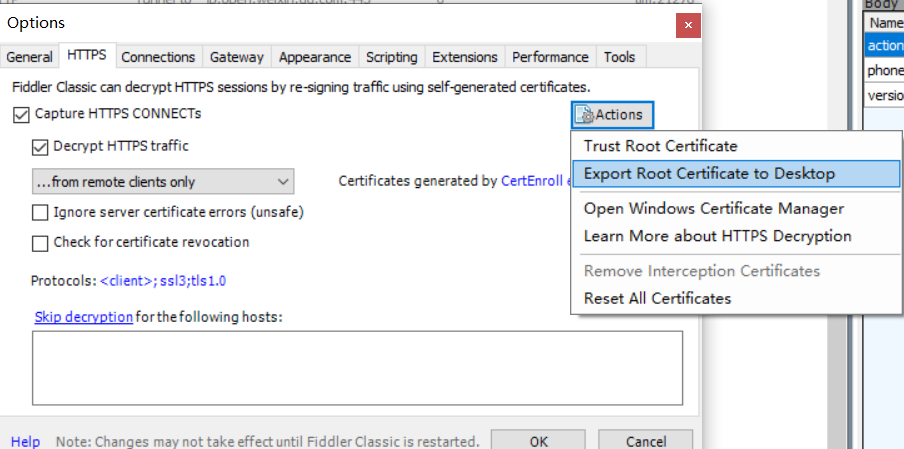 Tunnel to
Body
Options
Name
General HTTPS Connections Gateway Appearance Scripting Extensions Performance Tools
action
phone
Fiddler Classic can decrypt HTTPS sessions by re-signing traffic using self-generated certificates.
versio
Capture HTTPS CONNECTs
Actions
Decrypt HTTPS traffic
Trust Root Certificate
...from remote clients only
Certificates generated by CertEnroll e
Export Root Certificate to Desktop
Ignore server certificate errors (unsafe)
Open Windows Certificate Manager
Check for certificate revocation
Learn More about HTTPS Decryption
Remove Interception Certificates
Protocols: <client>;ssl3;tls1.0
Reset All Certificates
Skip decryption for the following hosts:
Help Note: Changes may not take effect until Fiddler Classic is restarted. OK Cancel